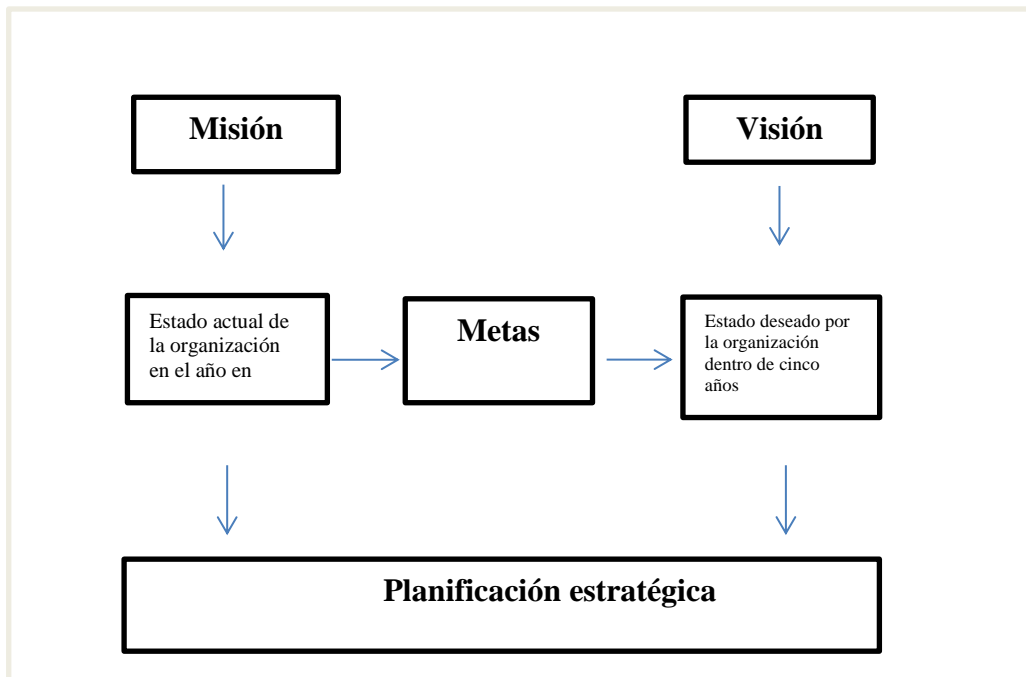 Misión
Visión
Estado actual de
la organización
en el año en
Metas
Estado deseado por
la organización
dentro de cinco
años
Planificación estratégica